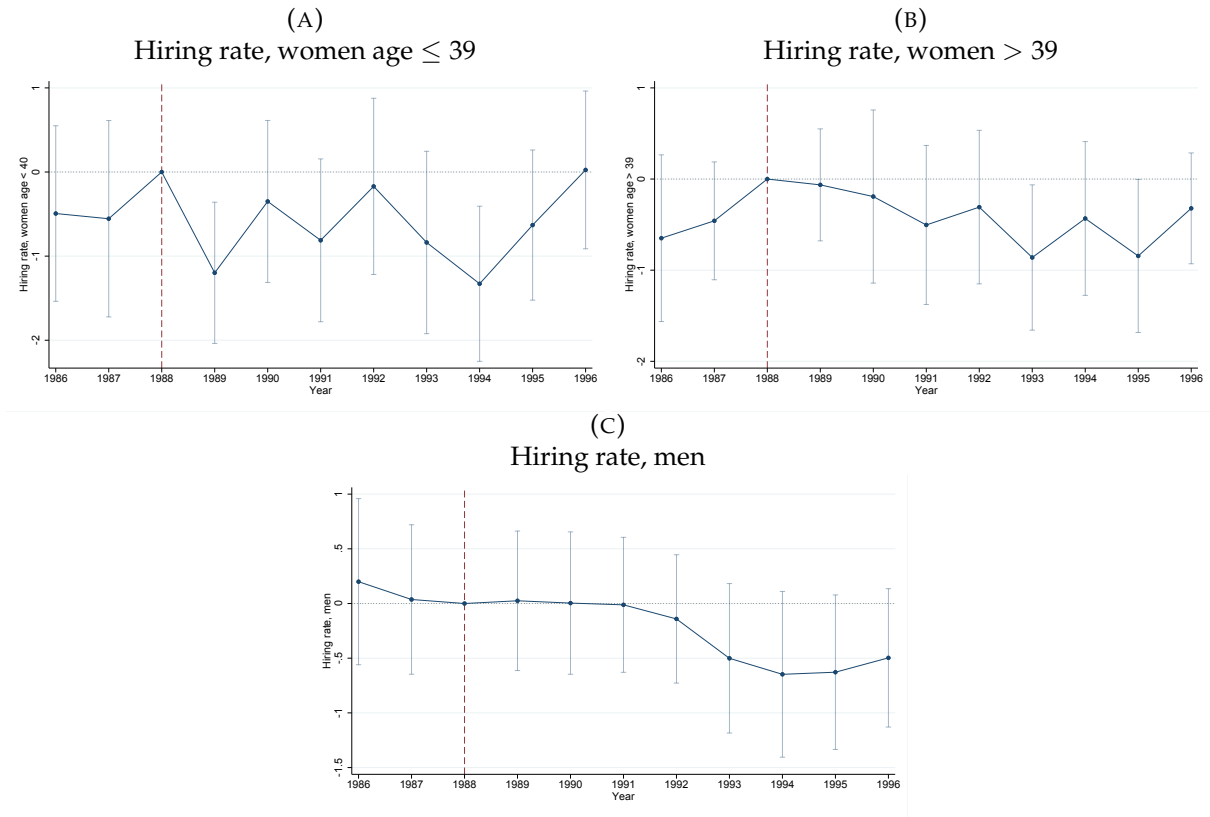 (A)
Hiring rate, women age ≤ 39
Hiring rate, women age < 40
1
0
-1
-2
1986 1987 1988 1989 1990 1991 1992 1993 1994 1995 1996
Year
(B)
Hiring rate, women > 39
Hiring rate, women age > 39
1
0
-1
-2
1986 1987 1988 1989 1990 1991 1992 1993 1994 1995 1996
Year
(C)
Hiring rate, men
Hiring rate, men
1
.5
0
-.5
-1
-1.5
1986 1987 1988 1989 1990 1991 1992 1993 1994 1995 1996
Year